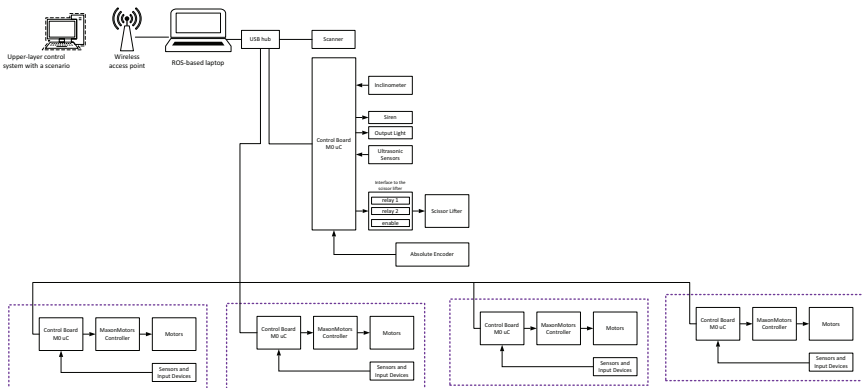 Upper-layer control
system with a scenario
Wireless
access point
ROS-based laptop
USB hub
Scanner
Control Board
M0 uC
Inclinometer
Siren
Output Light
Ultrasonic
Sensors
Interface to the
scissor lifter
relay 1
relay 2
enable
Scissor Lifter
Absolute Encoder
Control Board
M0 uC
MaxonMotors
Controller
Motors
Sensors and
Input Devices
Control Board
M0 uC
MaxonMotors
Controller
Motors
Sensors and
Input Devices
Control Board
M0 uC
MaxonMotors
Controller
Motors
Sensors and
Input Devices
Control Board
M0 uC
MaxonMotors
Controller
Motors
Sensors and
Input Devices